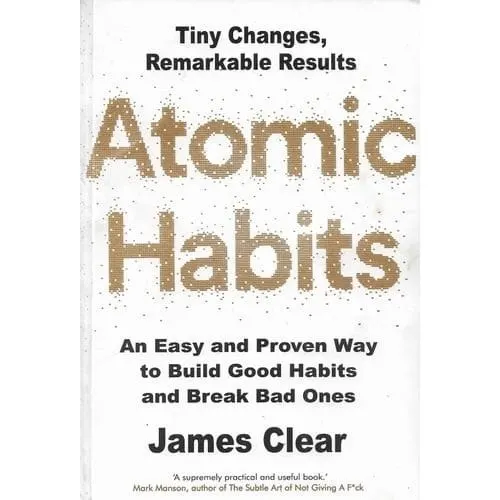 Tiny Changes,
Remarkable Results
Atomic
Habits
An Easy and Proven Way
to Build Good Habits
and Break Bad Ones
James Clear
'A supremely practical and useful book.'
Mark Manson, author of The Subtle Art of Not Giving A F*ck